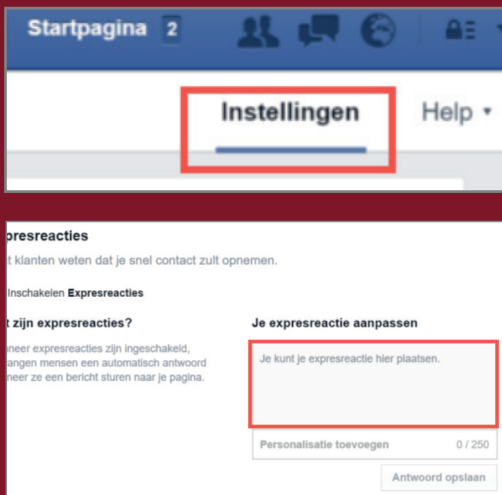 Startpagina 2
Instellingen Help
presreacties
t klanten weten dat je snel contact zult opnemen.
Inschakelen Expresreacties
t zijn expresreacties?
neer expresreacties zijn ingeschakeld,
angen mensen een automatisch antwoord
neer ze een bericht sturen naar je pagina.
Je expresreactie aanpassen
Je kunt je expresreactie hier plaatsen.
Personalisatie toevoegen 0 / 250
Antwoord opslaan